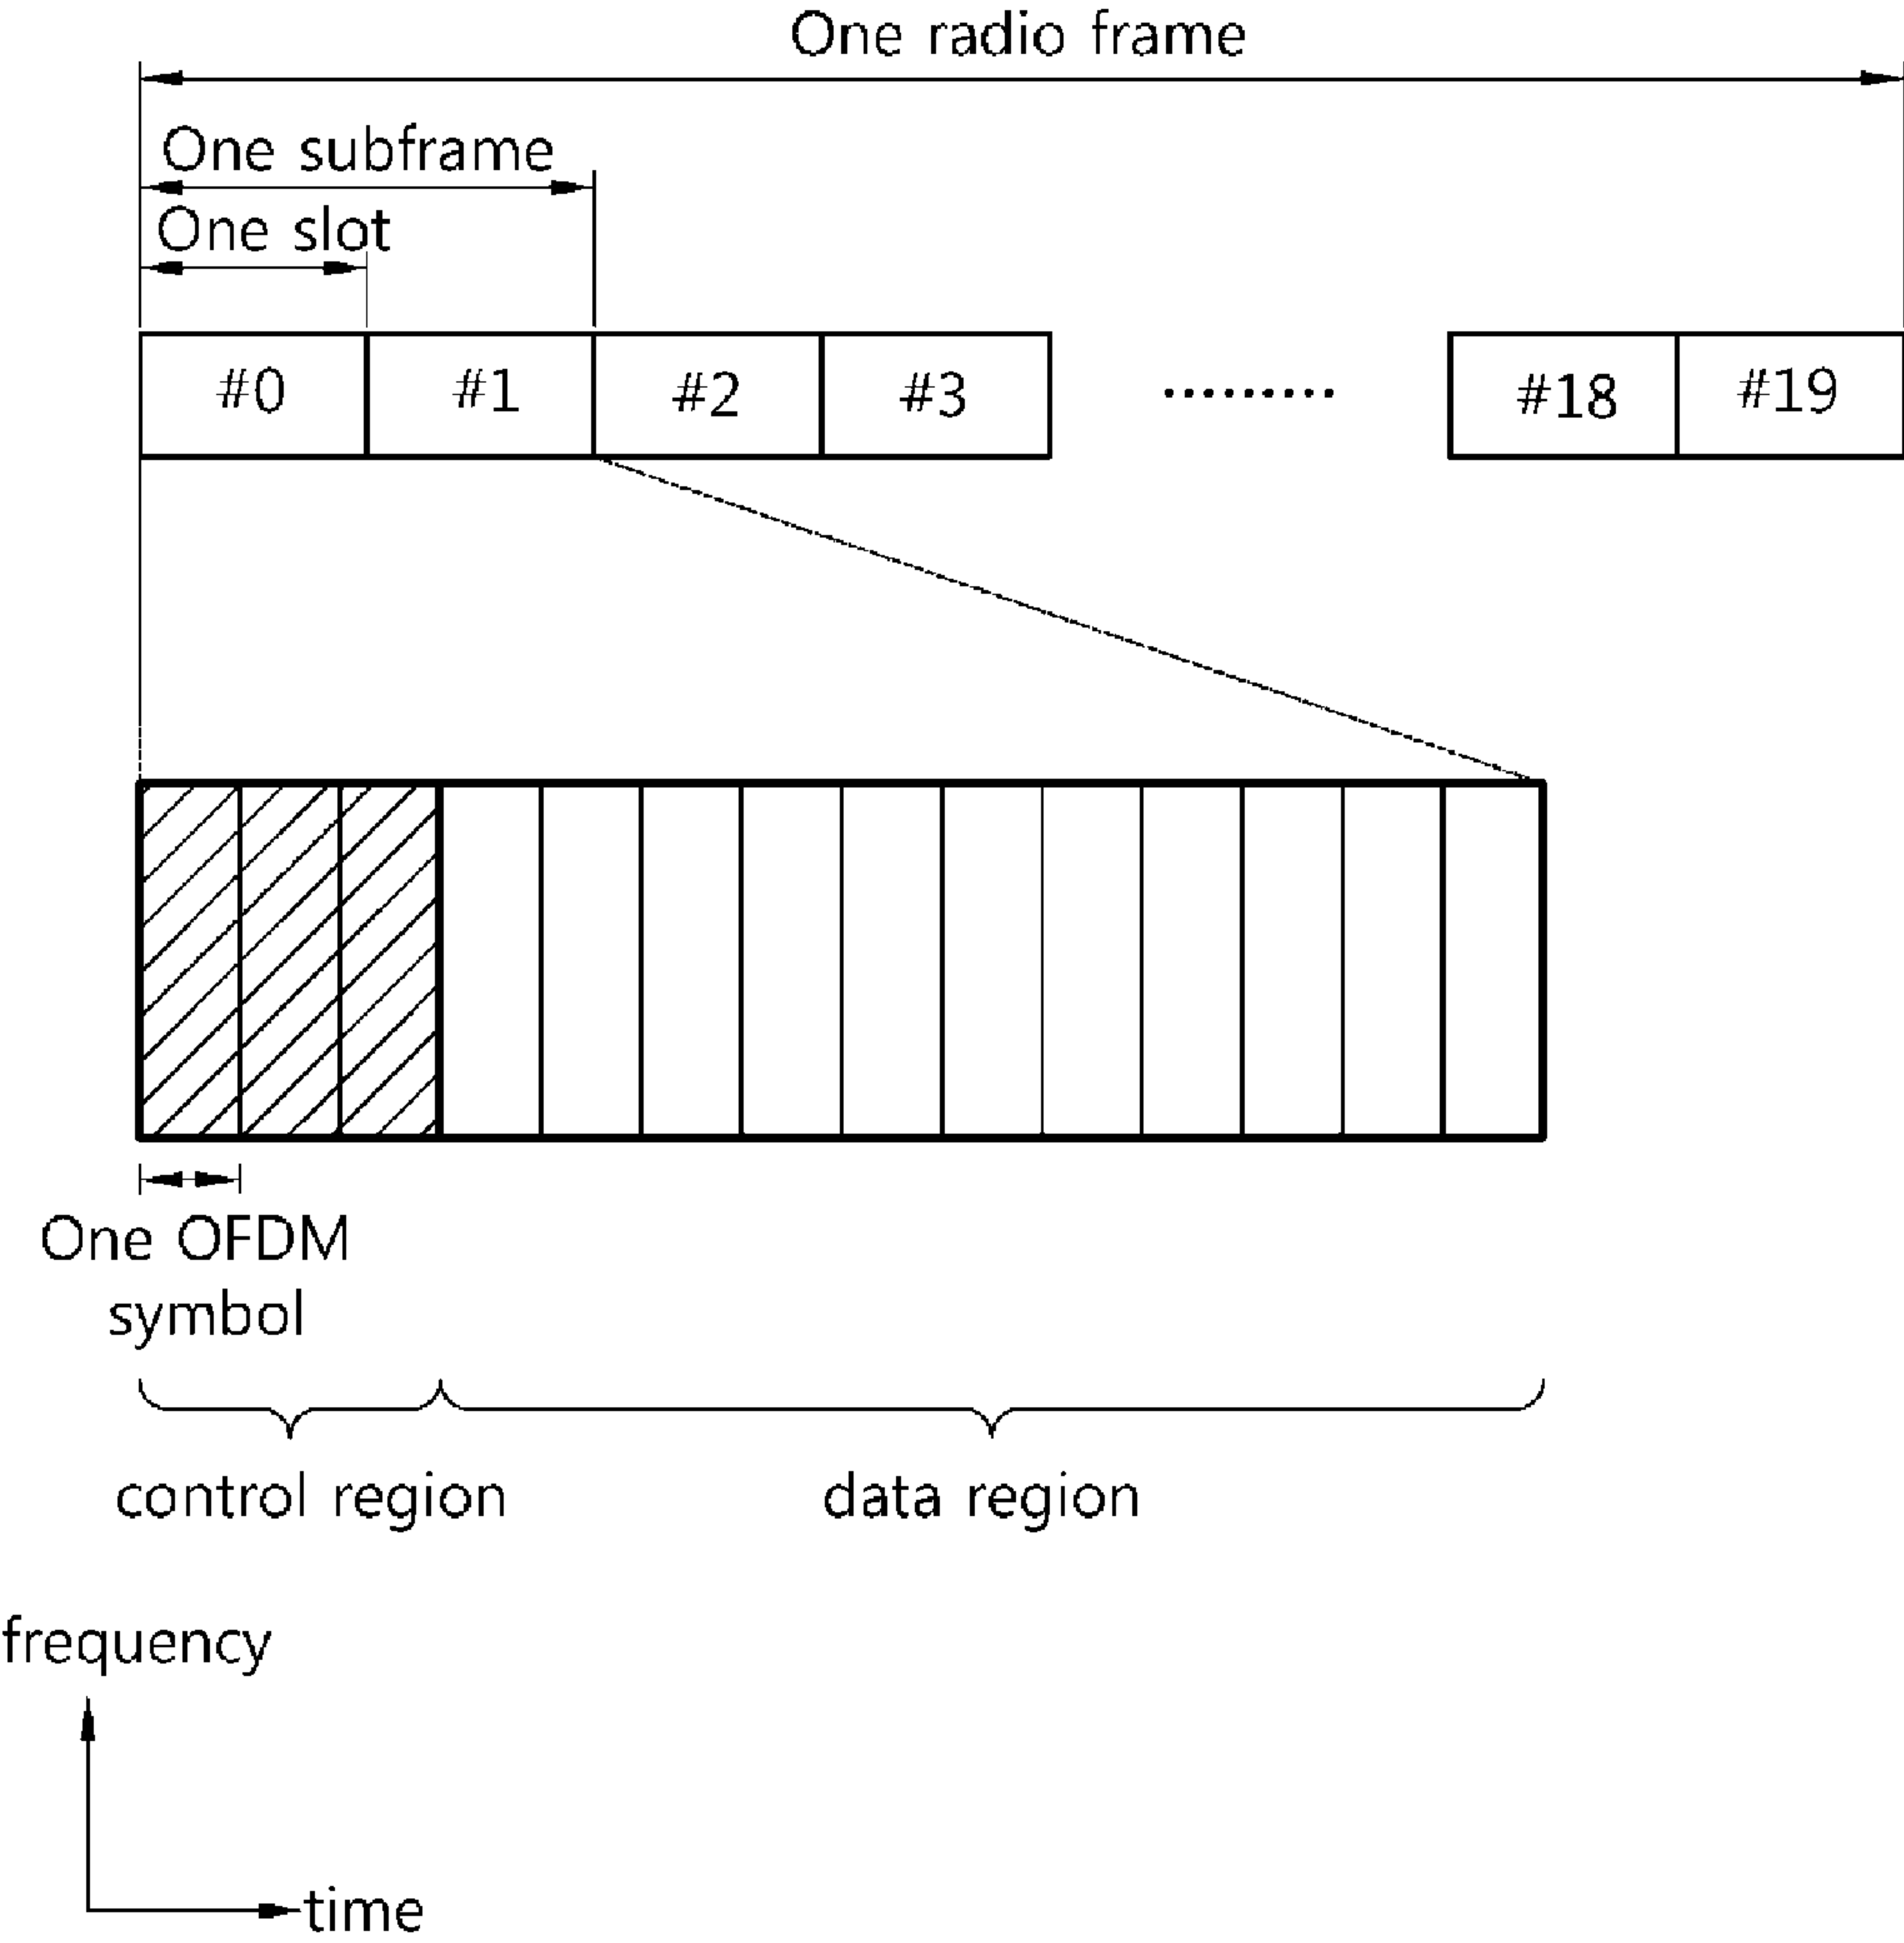 One radio frame
One subframe
One slot
#0 #1 #2 #3 ......... #18 #19
One OFDM
symbol
control region data region
frequency
time